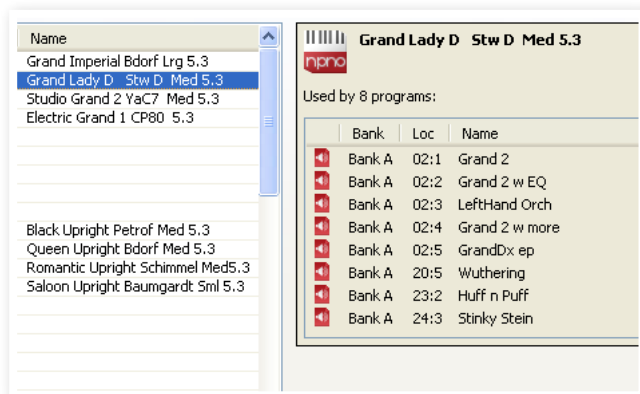 Name
Grand Imperial Bdorf Lrg 5.3
Grand Lady D Stw D Med 5.3
Studio Grand 2 YaC7 Med 5.3
Electric Grand 1 CP80 5.3
Black Upright Petrof Med 5.3
Queen Upright Bdorf Med 5.3
Romantic Upright Schimmel Med5.3
Saloon Upright Baumgardt Sml 5.3
npno
Grand Lady D Stw D Med 5.3
Used by 8 programs:
Bank Loc Name
Bank A 02:1 Grand 2
Bank A 02:2 Grand 2 w EQ
Bank A 02:3 LeftHand Orch
Bank A 02:4 Grand 2 w more
Bank A 02:5 GrandDx ep
Bank A 20:5 Wuthering
Bank A 23:2 Huff n Puff
Bank A 24:3 Stinky Stein